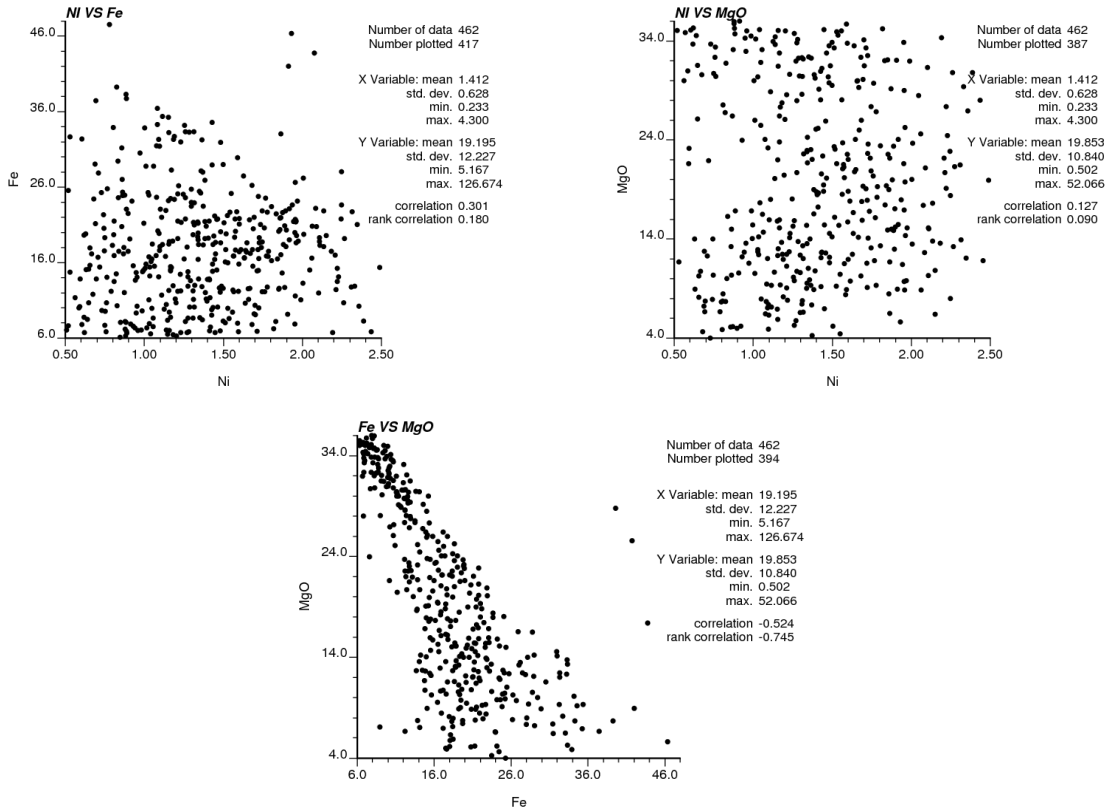 NI VS Fe
46.0
36.0
26.0
16.0
6.0
Fe
0.50 1.00 1.50 2.00 2.50
Ni
Number of data 462
Number plotted 417
X Variable: mean 1.412
std. dev. 0.628
min. 0.233
max. 4.300
Y Variable: mean 19.195
std. dev. 12.227
min. 5.167
max. 126.674
correlation 0.301
rank correlation 0.180
NI VS MgO
34.0
24.0
14.0
4.0
MgO
0.50 1.00 1.50 2.00 2.50
Ni
Number of data 462
Number plotted 387
X Variable: mean 1.412
std. dev. 0.628
min. 0.233
max. 4.300
Y Variable: mean 19.853
std. dev. 10.840
min. 0.502
max. 52.066
correlation 0.127
rank correlation 0.090
Fe VS MgO
34.0
24.0
14.0
4.0
MgO
6.0 16.0 26.0 36.0 46.0
Fe
Number of data 462
Number plotted 394
X Variable: mean 19.195
std. dev. 12.227
min. 5.167
max. 126.674
Y Variable: mean 19.853
std. dev. 10.840
min. 0.502
max. 52.066
correlation -0.524
rank correlation -0.745